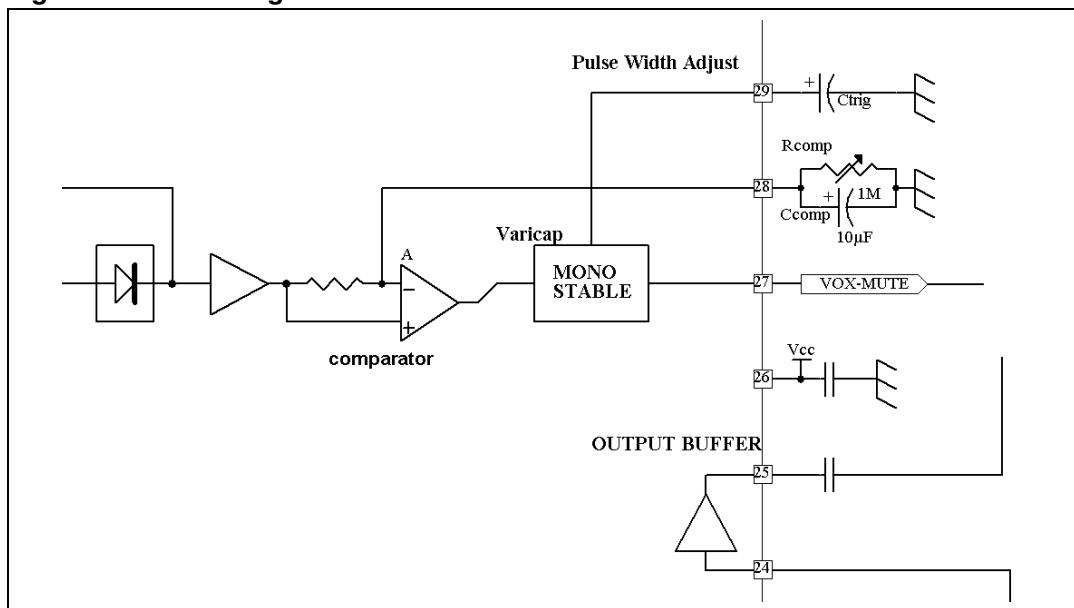 Pulse Width Adjust
29
+
Ctrig
Rcomp
28
+
1M
Ccomp
10µF
Varicap
A
−
+
MONO
STABLE
27
VOX-MUTE
comparator
Vcc
26
OUTPUT BUFFER
25
24